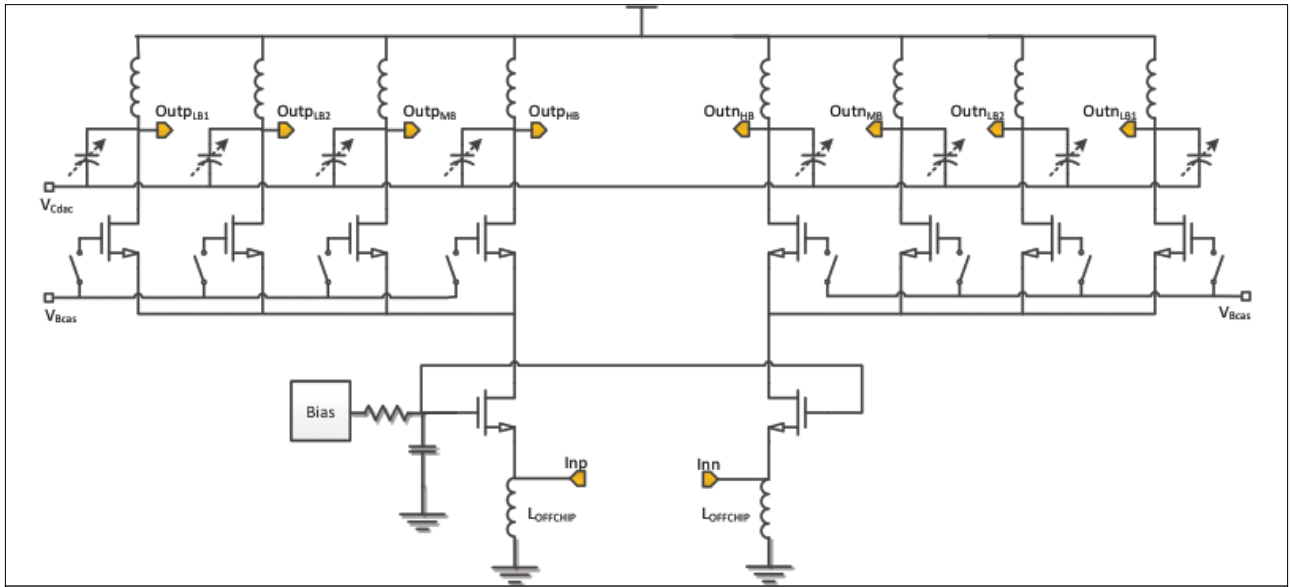 Outp_LB1 Outp_LB2 Outp_MB Outp_HB Outn_HB Outn_MB Outn_LB2 Outn_LB1
V_Cdac
V_Bcas V_Bcas
Bias
Inp Inn
L_OFFCHIP L_OFFCHIP